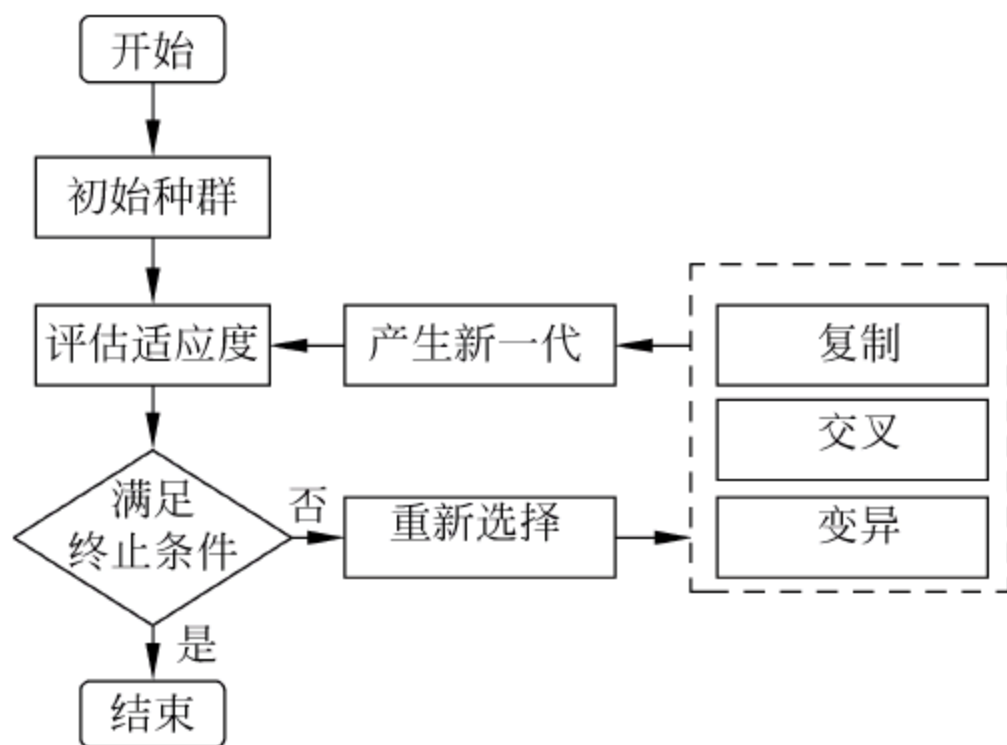 开始
初始种群
评估适应度
产生新一代
复制
交叉
变异
满足
终止条件
否
重新选择
是
结束